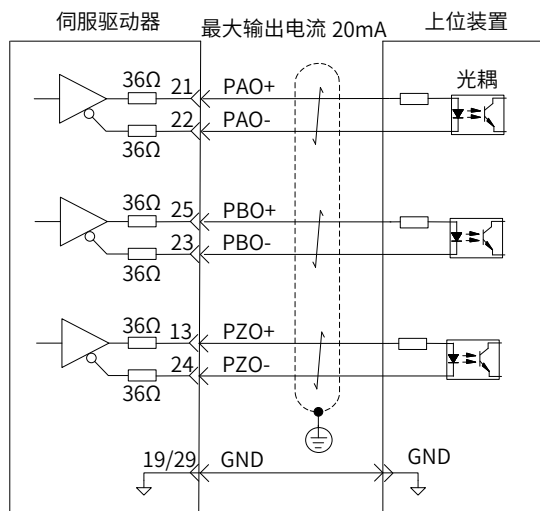 伺服驱动器 最大输出电流 20mA 上位装置
36Ω 21 PAO+ 光耦
22 PAO-
36Ω
36Ω 25 PBO+
23 PBO-
36Ω
36Ω 13 PZO+
24 PZO-
36Ω
19/29 GND GND